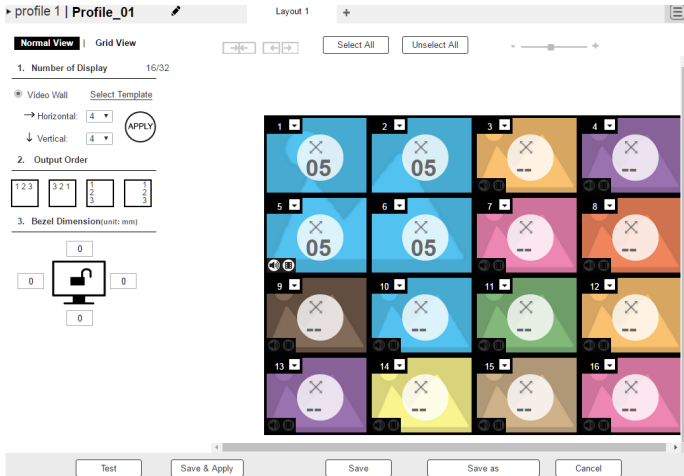 profile 1 | Profile_01
Layout 1 +
Normal View | Grid View
Select All Unselect All - +
1. Number of Display 16/32
Video Wall Select Template
Horizontal: 4
Vertical: 4
APPLY
2. Output Order
1 2 3
3 2 1
1
2
3
1
2
3
3. Bezel Dimension(unit: mm)
0
0 0
0
1 2 3 4
05 05 -- --
5 6 7 8
05 05 -- --
9 10 11 12
-- -- -- --
13 14 15 16
-- -- -- --
Test Save & Apply Save Save as Cancel